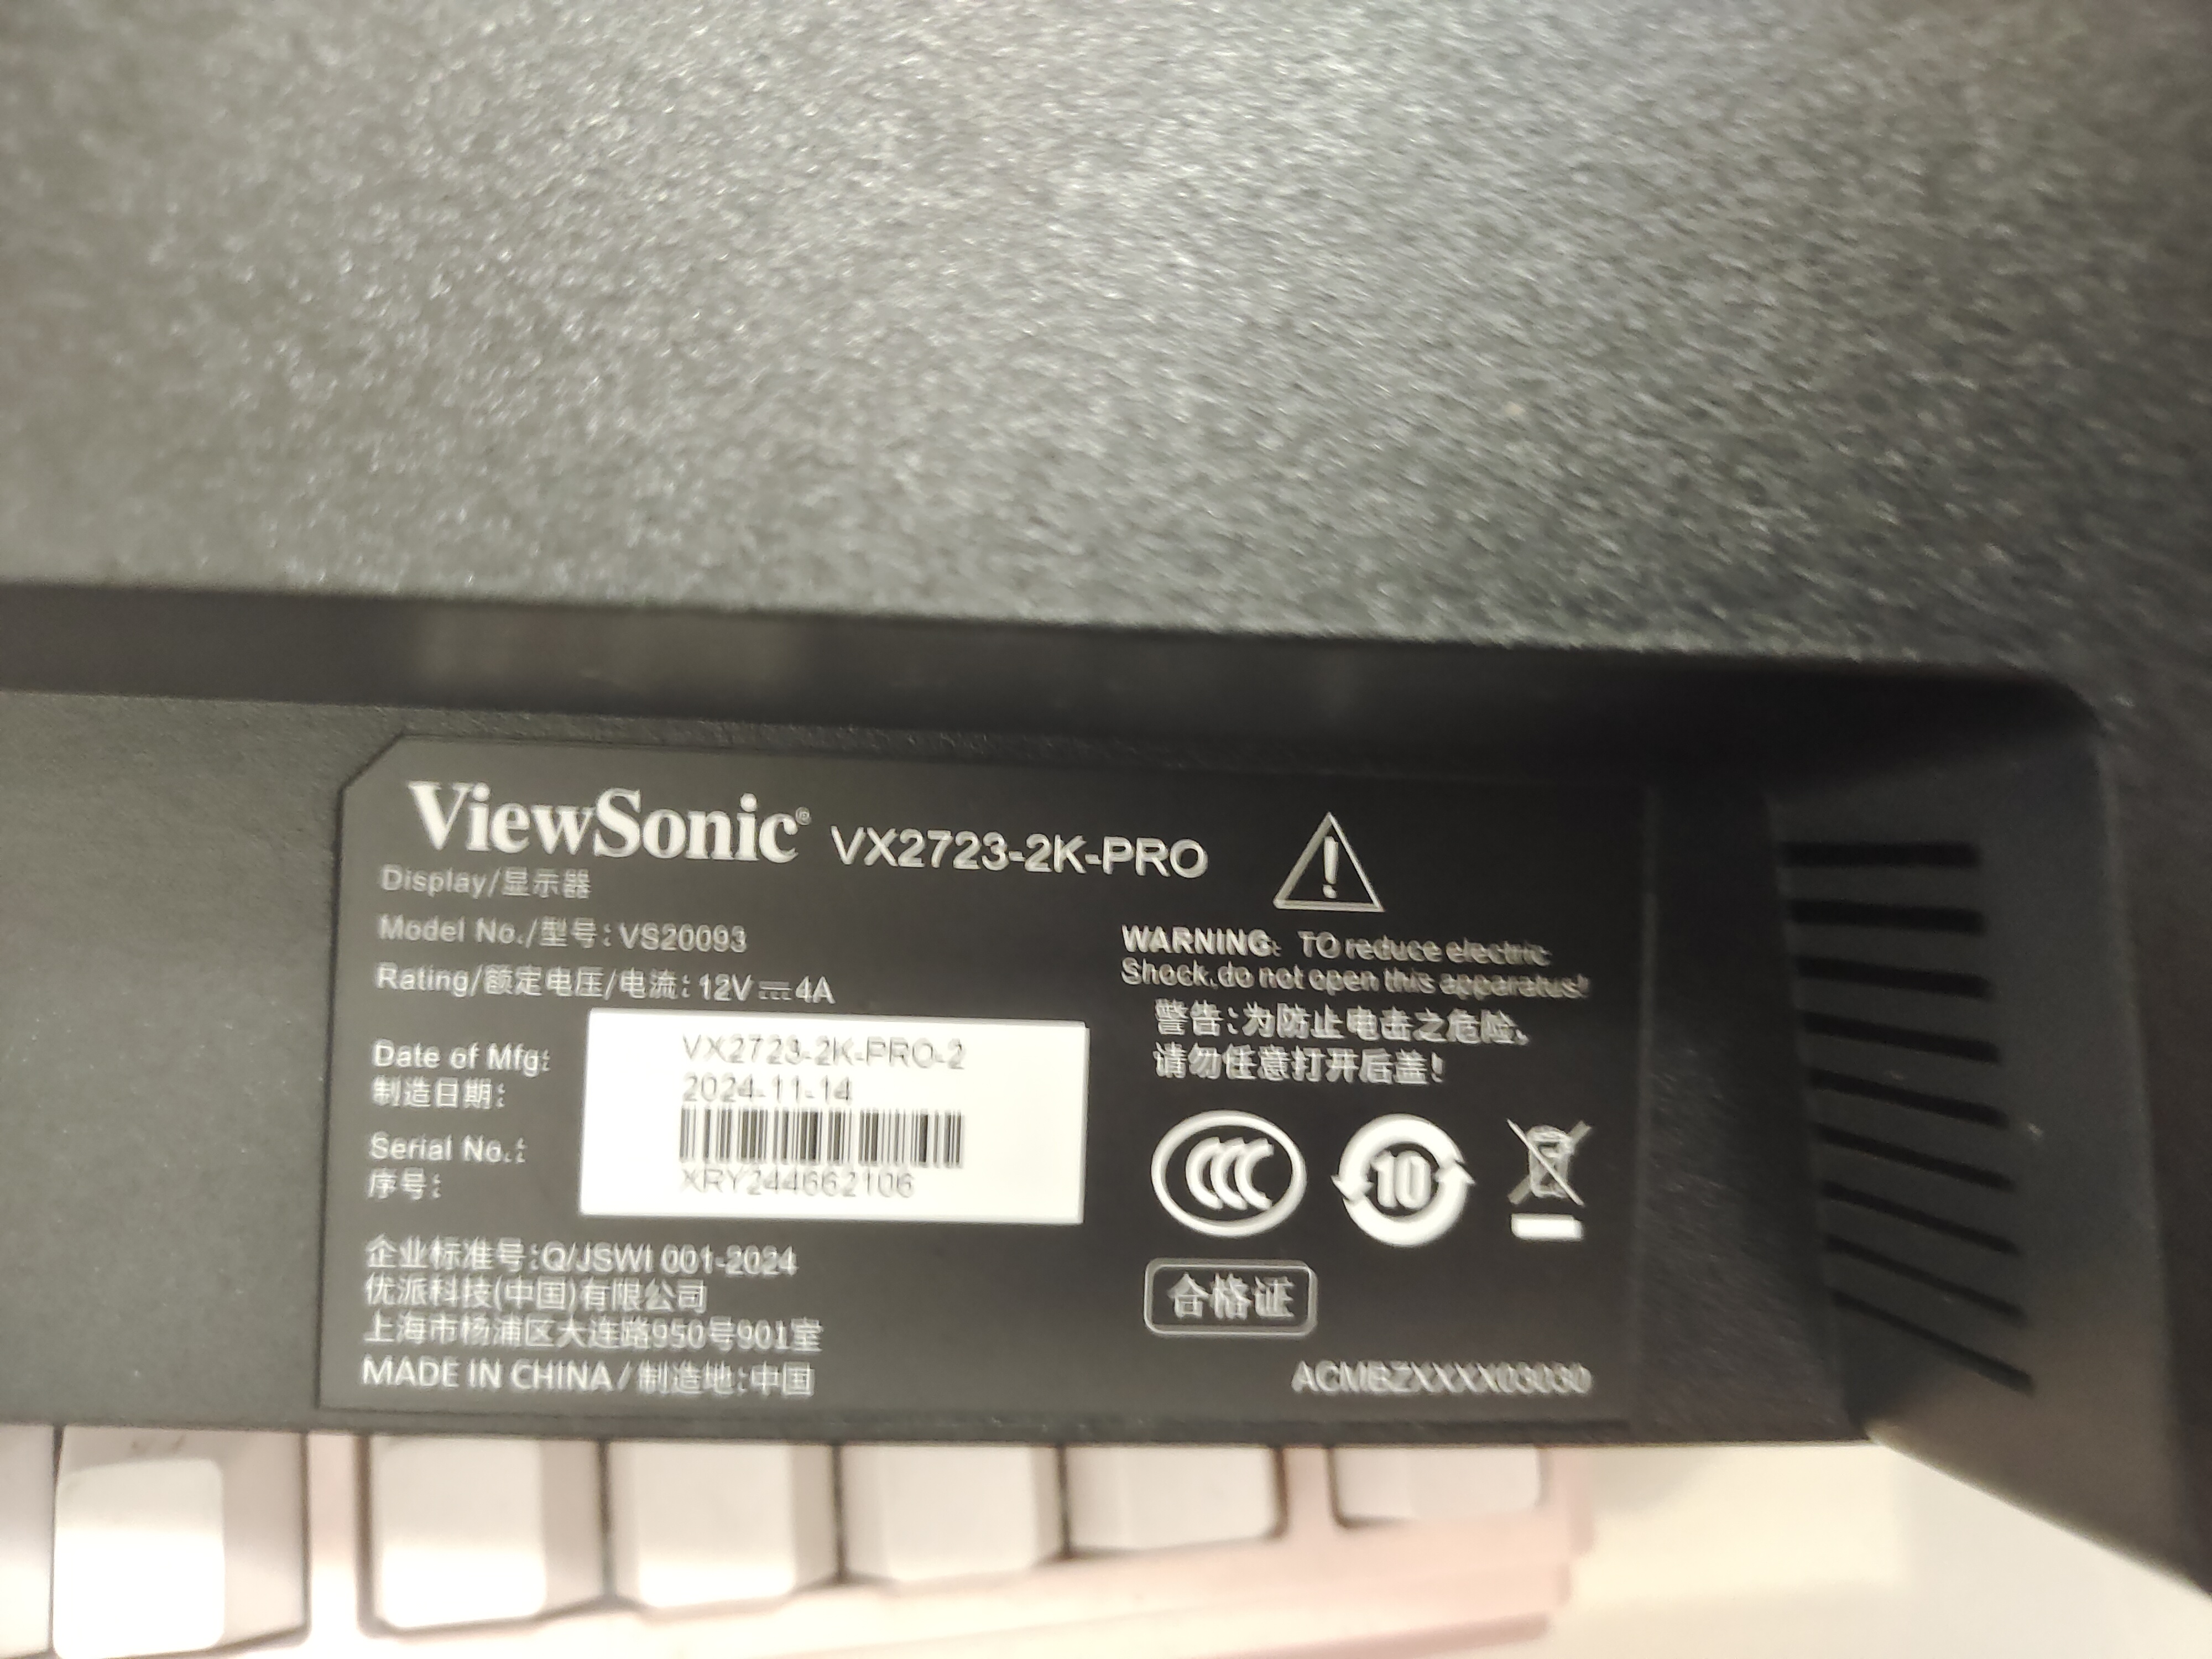 ViewSonic® VX2723-2K-PRO
Display/显示器
Model No./型号: VS20093
Rating/额定电压/电流: 12V⎓4A
Date of Mfg:
制造日期:
Serial No.:
序号:
VX2723-2K-PRO-2
2024-11-14
XRY244662106
企业标准号:Q/JSWI 001-2024
优派科技(中国)有限公司
上海市杨浦区大连路950号901室
MADE IN CHINA / 制造地:中国
WARNING: TO reduce electric
Shock,do not open this apparatus!
警告:为防止电击之危险,
请勿任意打开后盖!
CCC
10
合格证
ACMBZXXXX03030